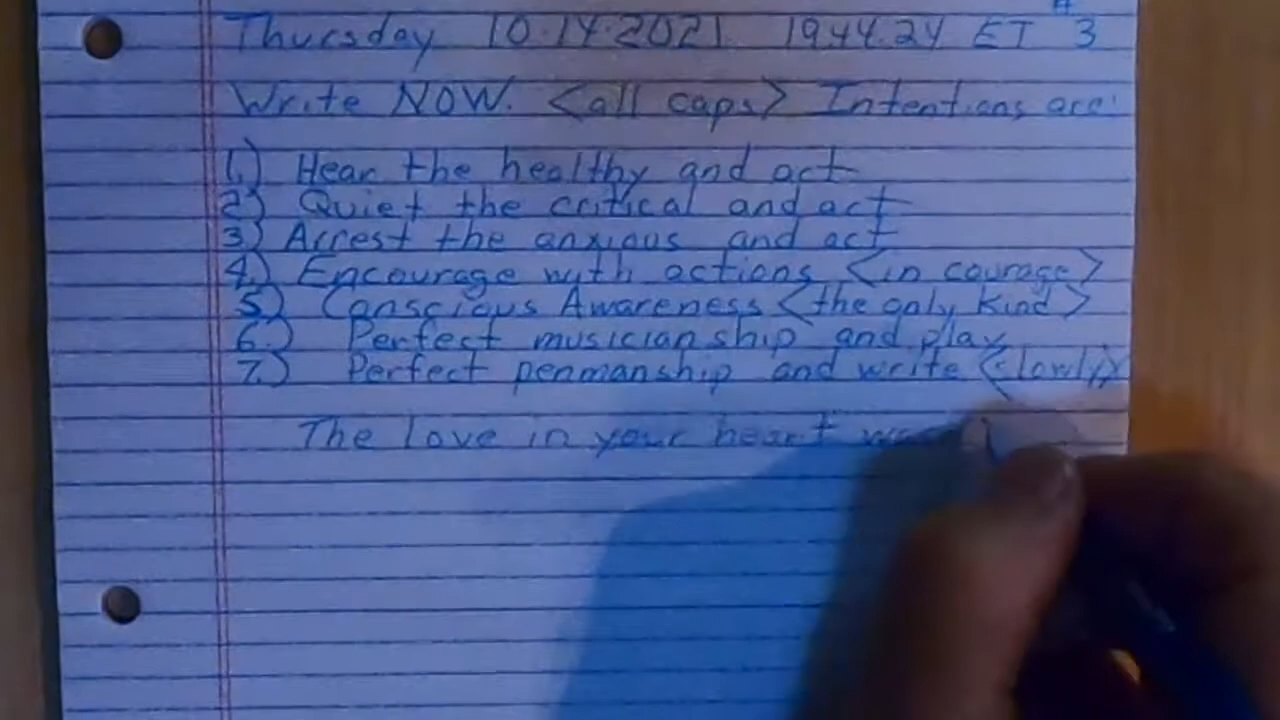 Thursday 10.14.2021 19.44.24 ET #3
Write NOW. <all caps> Intentions are:
1.) Hear the healthy and act
2) Quiet the critical and act
3) Arrest the anxious and act
4.) Encourage with actions <in courage>
5) Conscious Awareness <the only kind>
6.) Perfect musicianship and play
7.) Perfect penmanship and write <slowly>
The love in your heart